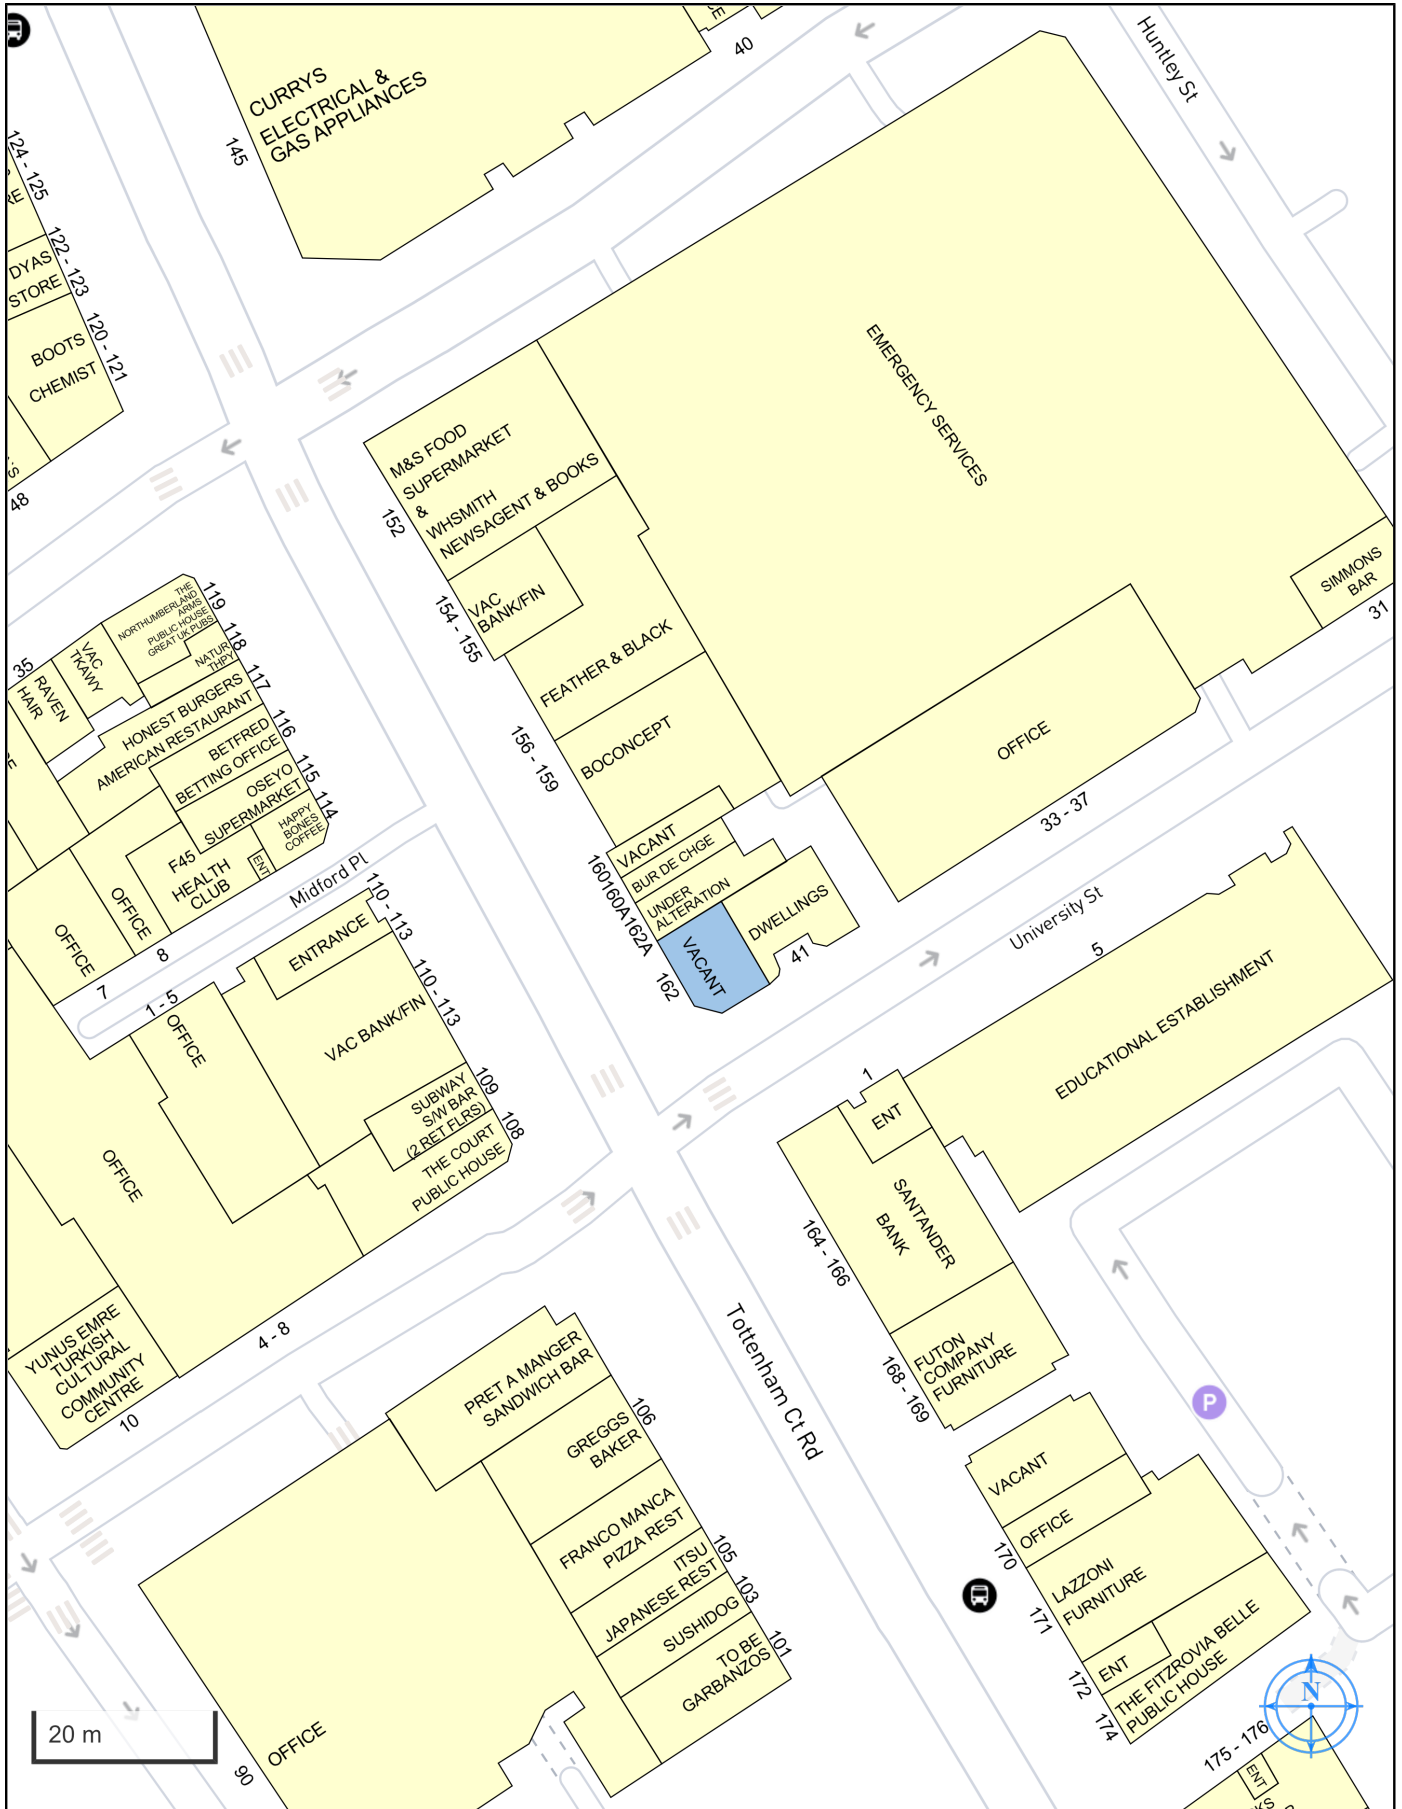 40
Huntley St
CURRYS
ELECTRICAL &
GAS APPLIANCES
145
124 - 125
RE
122 - 123
DYAS
STORE
120 - 121
BOOTS
CHEMIST
48
EMERGENCY SERVICES
M&S FOOD
SUPERMARKET
&
WHSMITH
NEWSAGENT & BOOKS
152
VAC
BANK/FIN
154 - 155
FEATHER & BLACK
BOCONCEPT
156 - 159
SIMMONS
BAR
31
OFFICE
33 - 37
THE
NORTHUMBERLAND
ARMS
PUBLIC HOUSE
GREAT UK PUBS
119
118
NATUR
THPY
117
VAC
TKAWY
35
RAVEN
HAIR
HONEST BURGERS
AMERICAN RESTAURANT
116
BETFRED
BETTING OFFICE
115
OSEYO
SUPERMARKET
114
HAPPY
BONES
COFFEE
F45
HEALTH
CLUB
ENT
OFFICE
OFFICE
8
7
Midford Pl
VACANT
BUR DE CHGE
UNDER
ALTERATION
160
160A
162A
VACANT
162
DWELLINGS
41
University St
5
EDUCATIONAL ESTABLISHMENT
1 - 5
OFFICE
110 - 113
ENTRANCE
110 - 113
VAC BANK/FIN
109
SUBWAY
S/W BAR
(2 RET FLRS)
108
THE COURT
PUBLIC HOUSE
OFFICE
1
ENT
SANTANDER
BANK
164 - 166
FUTON
COMPANY
FURNITURE
168 - 169
YUNUS EMRE
TURKISH
CULTURAL
COMMUNITY
CENTRE
10
4 - 8
Tottenham Ct Rd
PRET A MANGER
SANDWICH BAR
106
GREGGS
BAKER
FRANCO MANCA
PIZZA REST
105
ITSU
JAPANESE REST
103
SUSHIDOG
101
TO BE
GARBANZOS
P
VACANT
OFFICE
170
LAZZONI
FURNITURE
171
ENT
172
THE FITZROVIA BELLE
PUBLIC HOUSE
174
N
175 - 176
ENT
20 m
OFFICE
90